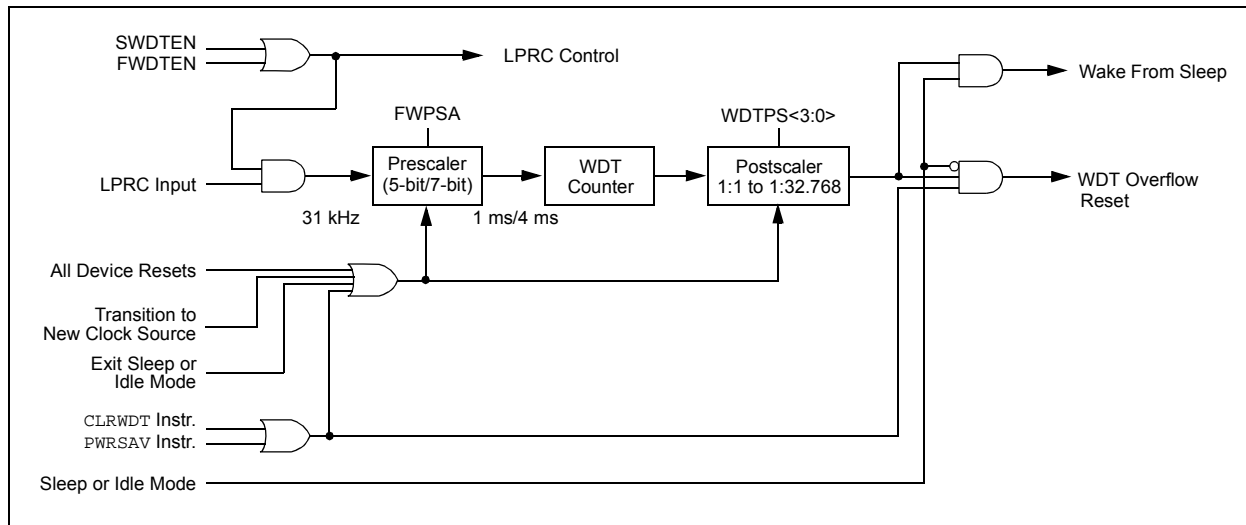 SWDTEN
FWDTEN
LPRC Control
Wake From Sleep
FWPSA
WDTPS<3:0>
LPRC Input
Prescaler
(5-bit/7-bit)
WDT
Counter
Postscaler
1:1 to 1:32.768
WDT Overflow
Reset
31 kHz
1 ms/4 ms
All Device Resets
Transition to
New Clock Source
Exit Sleep or
Idle Mode
CLRWDT Instr.
PWRSAV Instr.
Sleep or Idle Mode